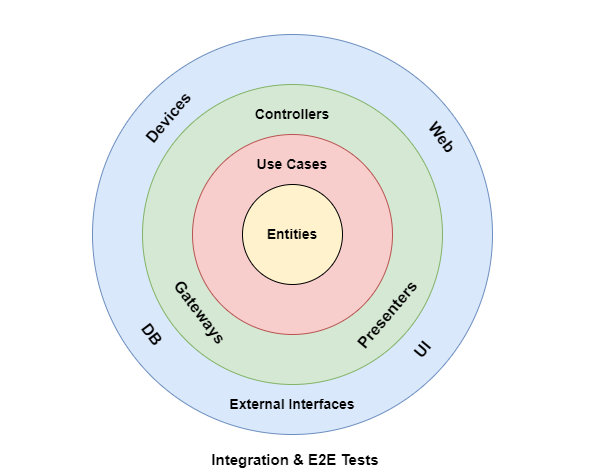 Devices
Web
Controllers
Use Cases
Entities
Gateways
Presenters
DB
UI
External Interfaces
Integration & E2E Tests